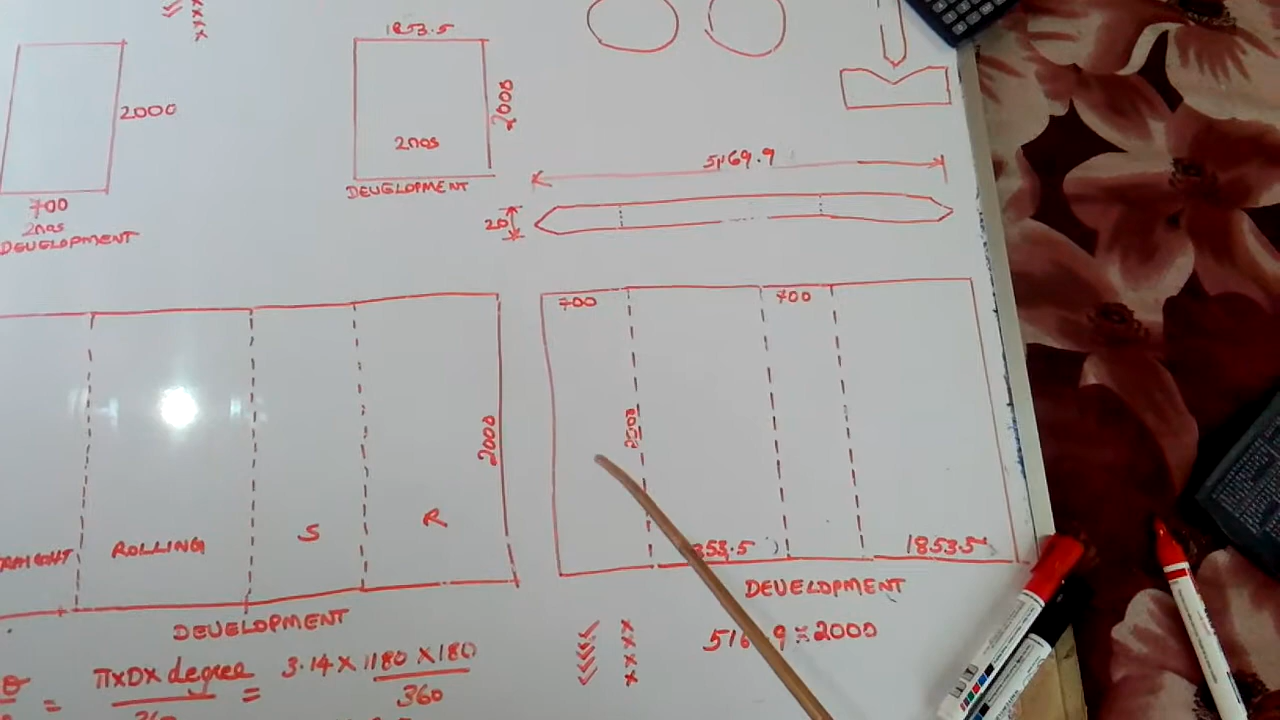 1853.5
2000
2000
2nos
DEVELOPMENT
5169.9
700
2nos
DEVELOPMENT
20
700
700
2000
2000
ROLLING
S
R
1853.5
DEVELOPMENT
DEVELOPMENT
θ = πxDx degree = 3.14 x 1180 x 180
360
2000